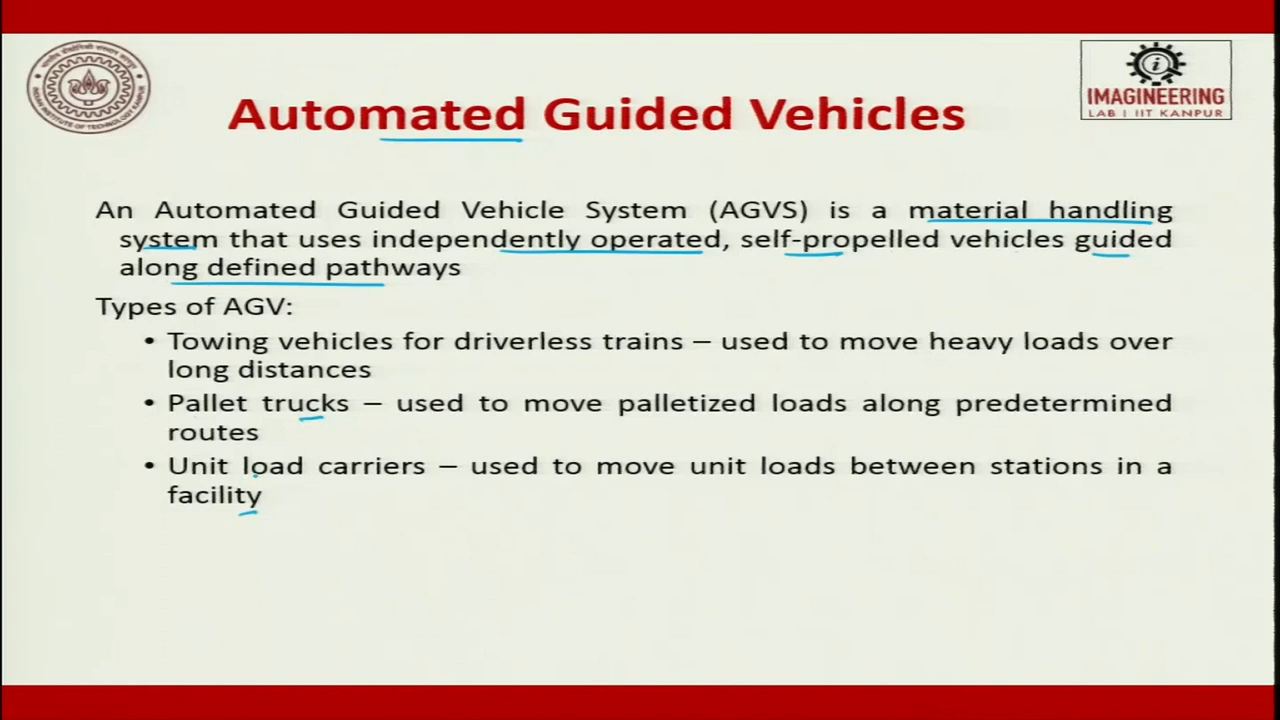 IMAGINEERING
LAB | IIT KANPUR
Automated Guided Vehicles
An Automated Guided Vehicle System (AGVS) is a material handling
system that uses independently operated, self-propelled vehicles guided
along defined pathways
Types of AGV:
• Towing vehicles for driverless trains – used to move heavy loads over
long distances
• Pallet trucks – used to move palletized loads along predetermined
routes
• Unit load carriers – used to move unit loads between stations in a
facility